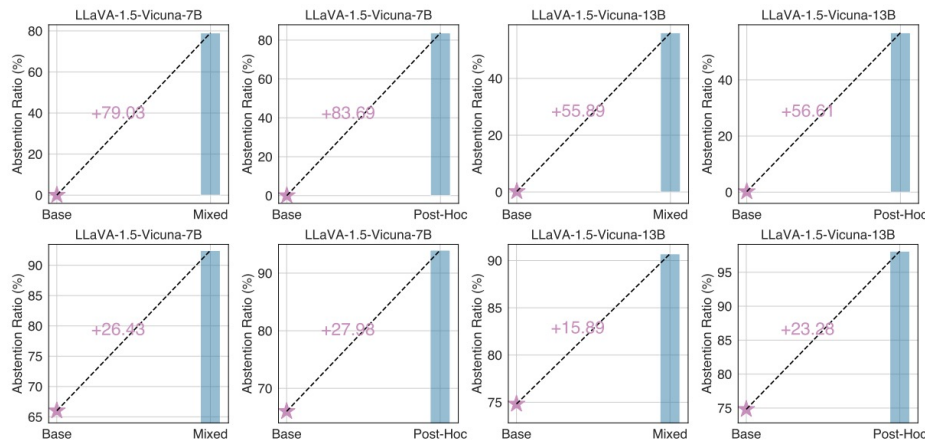 LLaVA-1.5-Vicuna-7B
Abstention Ratio (%)
80
60
40
20
0
+79.03
Base Mixed
LLaVA-1.5-Vicuna-7B
Abstention Ratio (%)
80
60
40
20
0
+83.69
Base Post-Hoc
LLaVA-1.5-Vicuna-13B
Abstention Ratio (%)
40
20
0
+55.89
Base Mixed
LLaVA-1.5-Vicuna-13B
Abstention Ratio (%)
40
20
0
+56.61
Base Post-Hoc
LLaVA-1.5-Vicuna-7B
Abstention Ratio (%)
90
85
80
75
70
65
+26.43
Base Mixed
LLaVA-1.5-Vicuna-7B
Abstention Ratio (%)
90
80
70
+27.98
Base Post-Hoc
LLaVA-1.5-Vicuna-13B
Abstention Ratio (%)
90
85
80
75
+15.89
Base Mixed
LLaVA-1.5-Vicuna-13B
Abstention Ratio (%)
95
90
85
80
75
+23.28
Base Post-Hoc